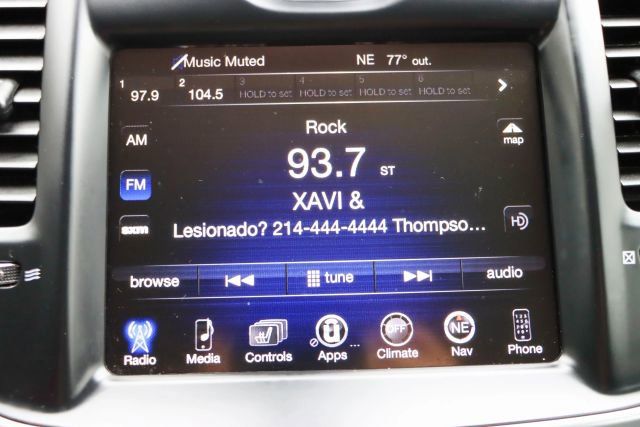 Music Muted NE 77° out.
1 97.9 2 104.5 3 HOLD to set 4 HOLD to set 5 HOLD to set 6 HOLD to set
AM Rock map
93.7 ST
FM XAVI &
sxm Lesionado? 214-444-4444 Thompso... HD
browse tune audio
OFF NE
Radio Media Controls Apps ... Climate Nav Phone